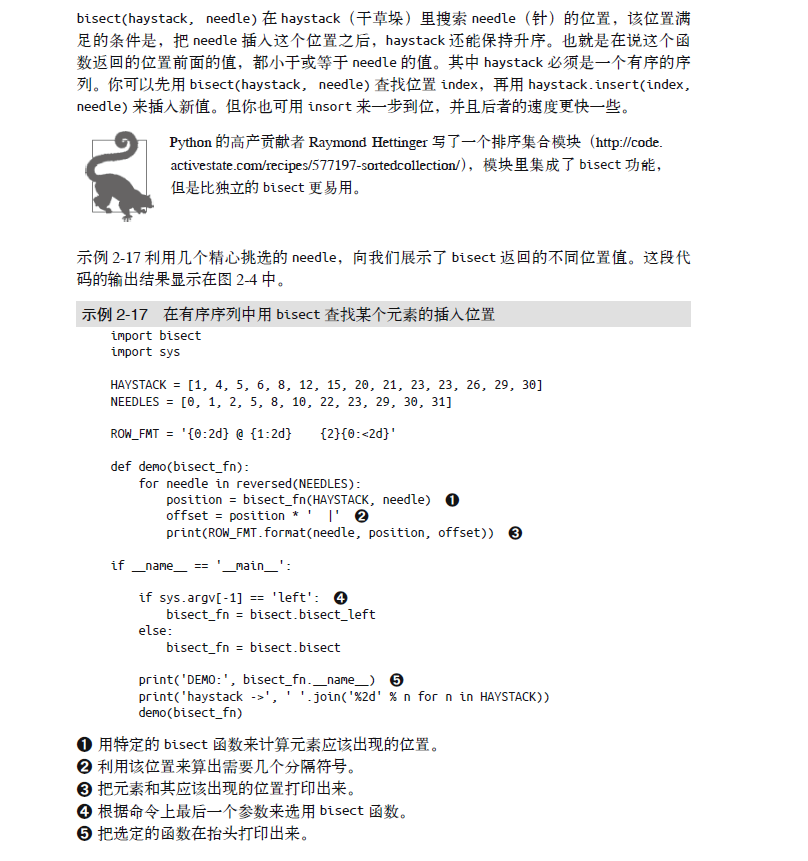 bisect(haystack, needle) 在 haystack（干草垛）里搜索 needle（针）的位置，该位置满
足的条件是，把 needle 插入这个位置之后，haystack 还能保持升序。也就是在说这个函
数返回的位置前面的值，都小于或等于 needle 的值。其中 haystack 必须是一个有序的序
列。你可以先用 bisect(haystack, needle) 查找位置 index，再用 haystack.insert(index,
needle) 来插入新值。但你也可用 insort 来一步到位，并且后者的速度更快一些。
Python 的高产贡献者 Raymond Hettinger 写了一个排序集合模块（http://code.
activestate.com/recipes/577197-sortedcollection/），模块里集成了 bisect 功能，
但是比独立的 bisect 更易用。
示例 2-17 利用几个精心挑选的 needle，向我们展示了 bisect 返回的不同位置值。这段代
码的输出结果显示在图 2-4 中。
示例 2-17　在有序序列中用 bisect 查找某个元素的插入位置
import bisect
import sys
HAYSTACK = [1, 4, 5, 6, 8, 12, 15, 20, 21, 23, 23, 26, 29, 30]
NEEDLES = [0, 1, 2, 5, 8, 10, 22, 23, 29, 30, 31]
ROW_FMT = '{0:2d} @ {1:2d}    {2}{0:<2d}'
def demo(bisect_fn):
    for needle in reversed(NEEDLES):
        position = bisect_fn(HAYSTACK, needle) ❶
        offset = position * '  |' ❷
        print(ROW_FMT.format(needle, position, offset)) ❸
if __name__ == '__main__':
    if sys.argv[-1] == 'left': ❹
        bisect_fn = bisect.bisect_left
    else:
        bisect_fn = bisect.bisect
    print('DEMO:', bisect_fn.__name__) ❺
    print('haystack ->', ' '.join('%2d' % n for n in HAYSTACK))
    demo(bisect_fn)
❶ 用特定的 bisect 函数来计算元素应该出现的位置。
❷ 利用该位置来算出需要几个分隔符号。
❸ 把元素和其应该出现的位置打印出来。
❹ 根据命令上最后一个参数来选用 bisect 函数。
❺ 把选定的函数在抬头打印出来。